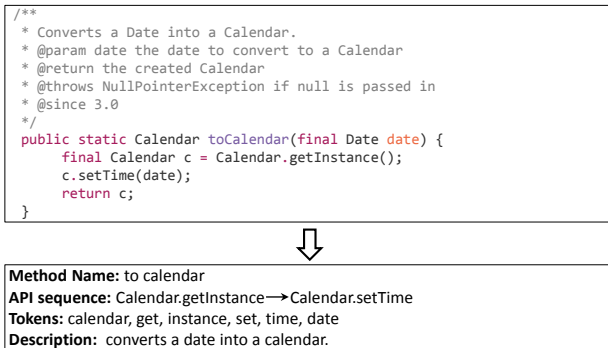 /**
 * Converts a Date into a Calendar.
 * @param date the date to convert to a Calendar
 * @return the created Calendar
 * @throws NullPointerException if null is passed in
 * @since 3.0
 */
public static Calendar toCalendar(final Date date) {
      final Calendar c = Calendar.getInstance();
      c.setTime(date);
      return c;
}
Method Name: to calendar
API sequence: Calendar.getInstance→Calendar.setTime
Tokens: calendar, get, instance, set, time, date
Description: converts a date into a calendar.